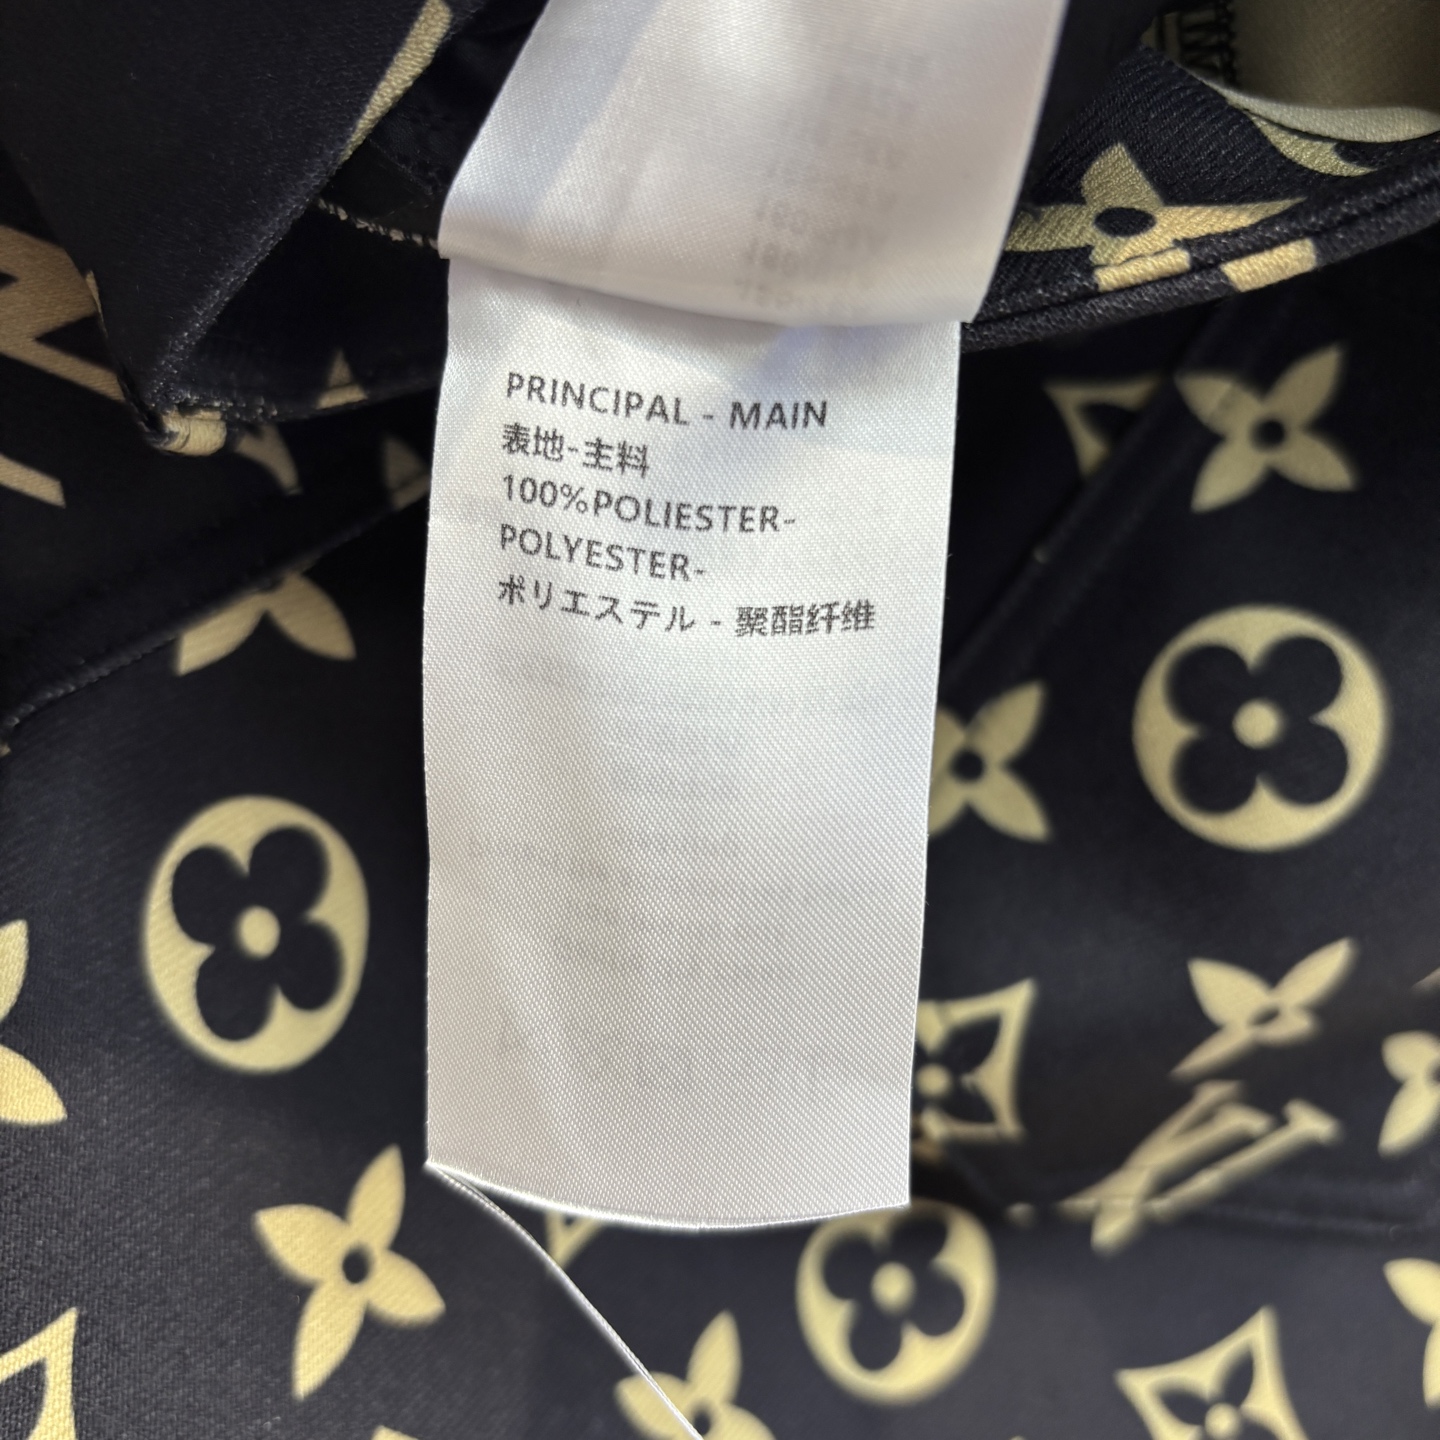 PRINCIPAL - MAIN
表地-主料
100%POLIESTER-
POLYESTER-
ポリエステル - 聚酯纤维